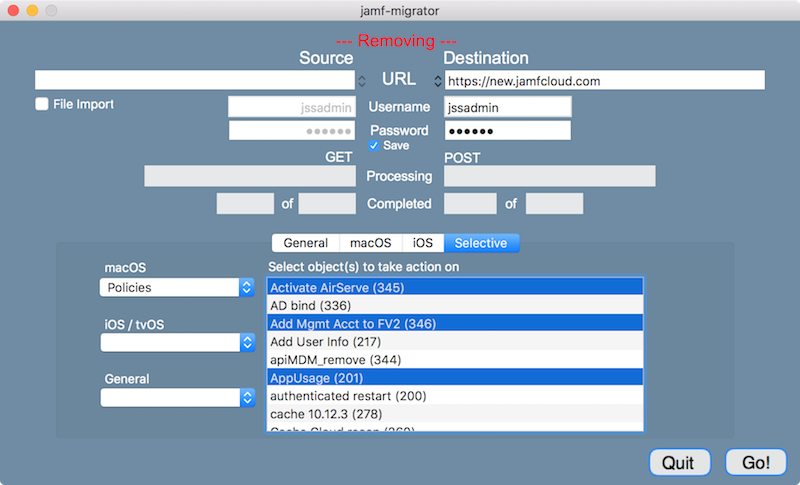 jamf-migrator
--- Removing ---
Source
Destination
URL
https://new.jamfcloud.com
File Import
jssadmin
Username
jssadmin
Password
Save
GET
POST
Processing
of
Completed
of
General
macOS
iOS
Selective
macOS
Select object(s) to take action on
Policies
Activate AirServe (345)
AD bind (336)
iOS / tvOS
Add Mgmt Acct to FV2 (346)
Add User Info (217)
apiMDM_remove (344)
General
AppUsage (201)
authenticated restart (200)
cache 10.12.3 (278)
Quit
Go!